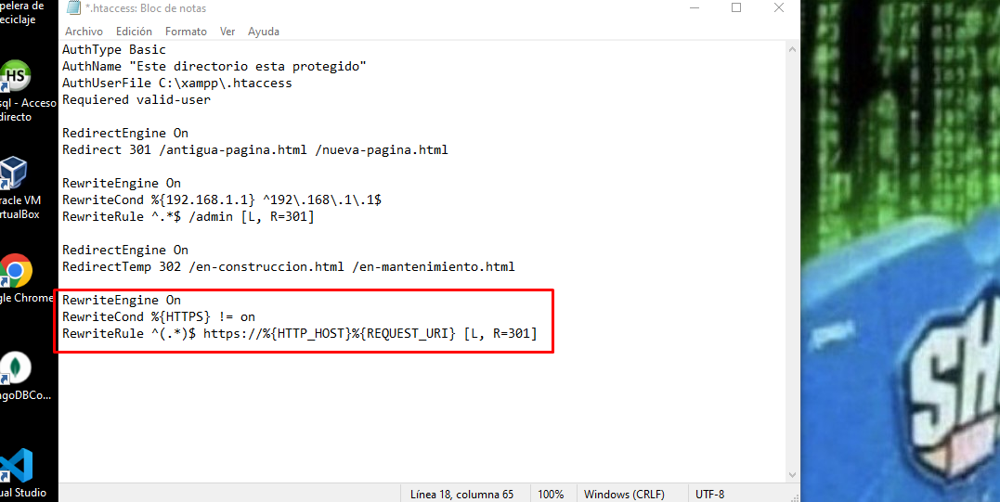 *.htaccess: Bloc de notas
Archivo Edición Formato Ver Ayuda
AuthType Basic
AuthName "Este directorio esta protegido"
AuthUserFile C:\xampp\.htaccess
Requiered valid-user
RedirectEngine On
Redirect 301 /antigua-pagina.html /nueva-pagina.html
RewriteEngine On
RewriteCond %{192.168.1.1} ^192\.168\.1\.1$
RewriteRule ^.*$ /admin [L, R=301]
RedirectEngine On
RedirectTemp 302 /en-construccion.html /en-mantenimiento.html
RewriteEngine On
RewriteCond %{HTTPS} != on
RewriteRule ^(.*)$ https://%{HTTP_HOST}%{REQUEST_URI} [L, R=301]
Línea 18, columna 65 100% Windows (CRLF) UTF-8
pelera de
eciclaje
HS
sql - Acceso
directo
racle VM
irtualBox
gle Chrome
ngoDBCo...
ual Studio
SH